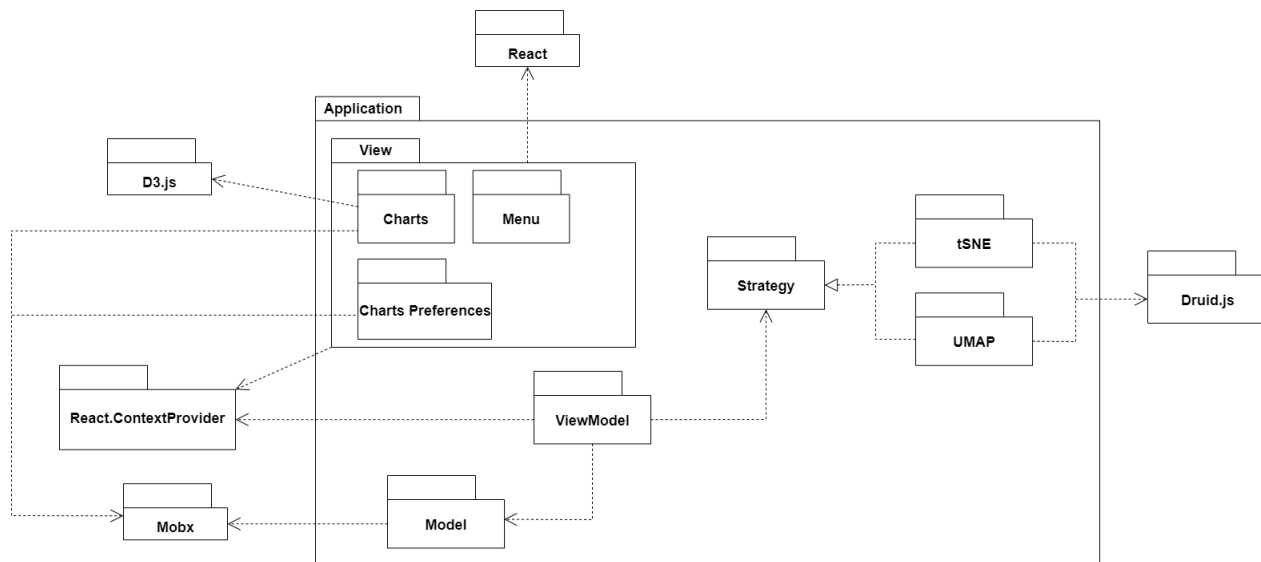 React
Application
View
D3.js
Charts
Menu
tSNE
Strategy
Druid.js
Charts Preferences
UMAP
React.ContextProvider
ViewModel
Mobx
Model